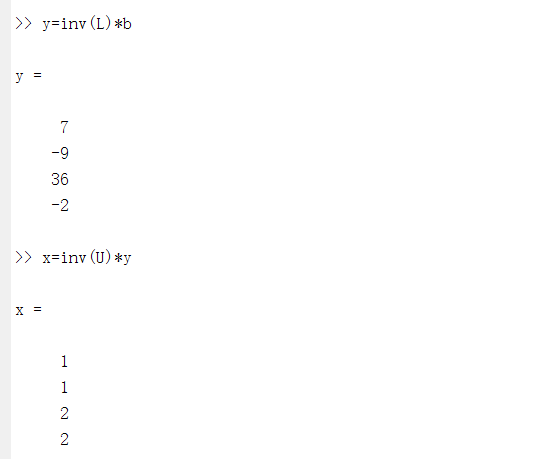 >> y=inv(L)*b
y =
7
-9
36
-2
>> x=inv(U)*y
x =
1
1
2
2